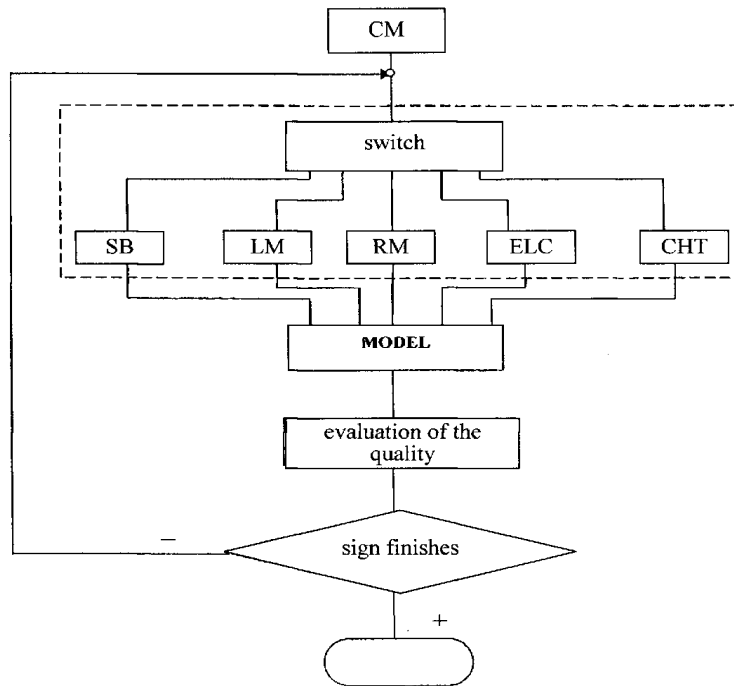 CM
switch
SB
LM
RM
ELC
CHT
MODEL
evaluation of the
quality
sign finishes
−
+